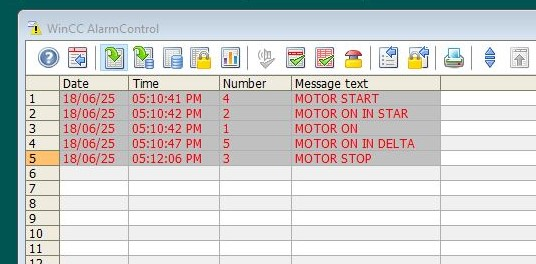 WinCC AlarmControl
Date Time Number Message text
1 18/06/25 05:10:41 PM 4 MOTOR START
2 18/06/25 05:10:42 PM 2 MOTOR ON IN STAR
3 18/06/25 05:10:42 PM 1 MOTOR ON
4 18/06/25 05:10:47 PM 5 MOTOR ON IN DELTA
5 18/06/25 05:12:06 PM 3 MOTOR STOP
6
7
8
9
10
11
12